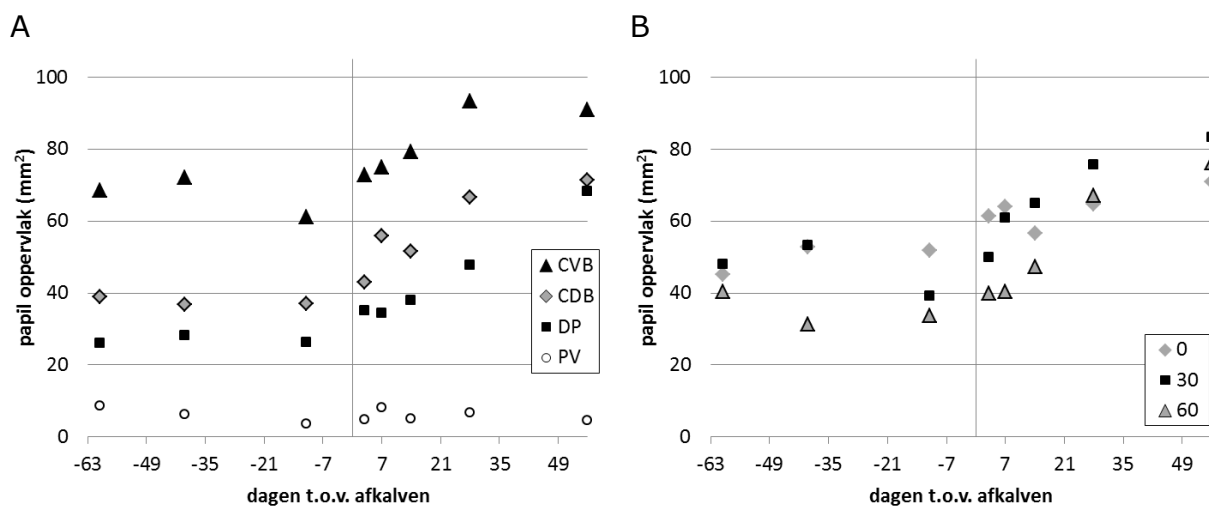 A
papil oppervlak (mm²)
100
80
60
40
20
0
-63 -49 -35 -21 -7 7 21 35 49
dagen t.o.v. afkalven
CVB
CDB
DP
PV
B
papil oppervlak (mm²)
100
80
60
40
20
0
-63 -49 -35 -21 -7 7 21 35 49
dagen t.o.v. afkalven
0
30
60